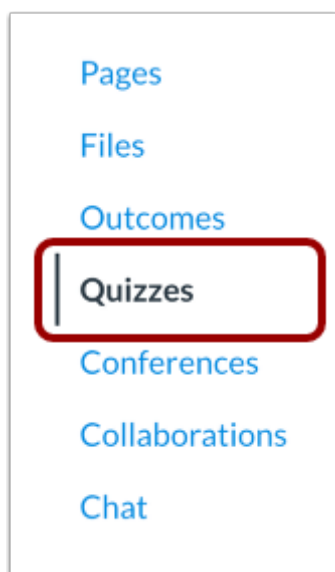 Pages
Files
Outcomes
Quizzes
Conferences
Collaborations
Chat